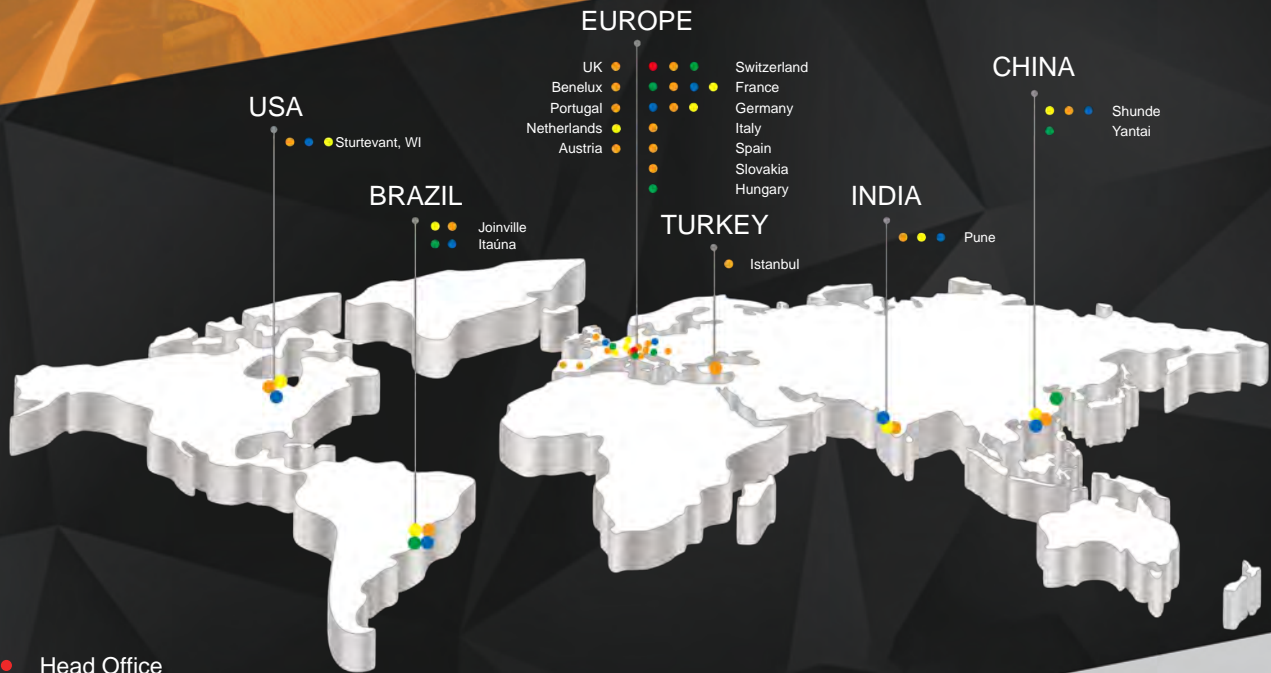 EUROPE
UK
Benelux
Portugal
Netherlands
Austria
Switzerland
France
Germany
Italy
Spain
Slovakia
Hungary
CHINA
Shunde
Yantai
USA
Sturtevant, WI
BRAZIL
Joinville
Itaúna
TURKEY
Istanbul
INDIA
Pune
Head Office